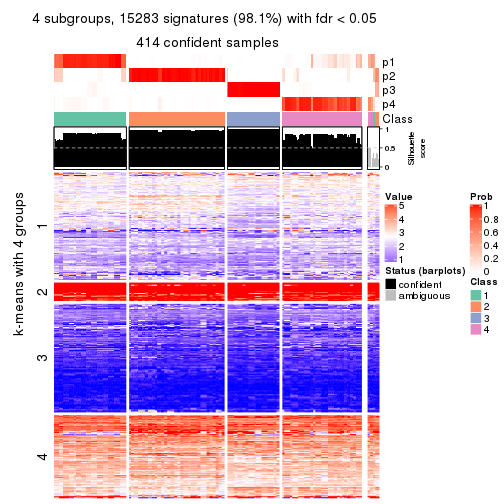 4 subgroups, 15283 signatures (98.1%) with fdr < 0.05
414 confident samples
p1
p2
p3
p4
Class
1
0.5
0
Silhouette
score
k-means with 4 groups
1
2
3
4
Value
5
4
3
2
1
Status (barplots)
confident
ambiguous
Prob
1
0.8
0.6
0.4
0.2
0
Class
1
2
3
4